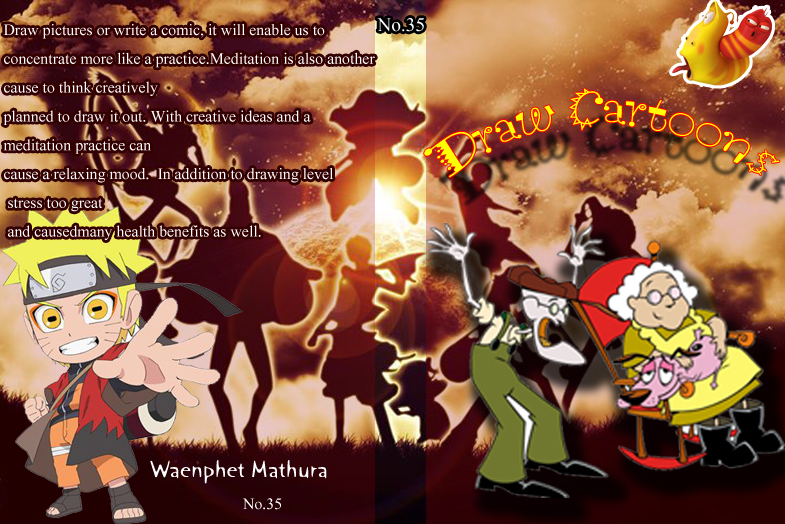 Draw pictures or write a comic, it will enable us to
concentrate more like a practice.Meditation is also another
cause to think creatively
planned to draw it out. With creative ideas and a
meditation practice can
cause a relaxing mood. In addition to drawing level
stress too great
and causedmany health benefits as well.
Waenphet Mathura
No.35
No.35
Draw Cartoons